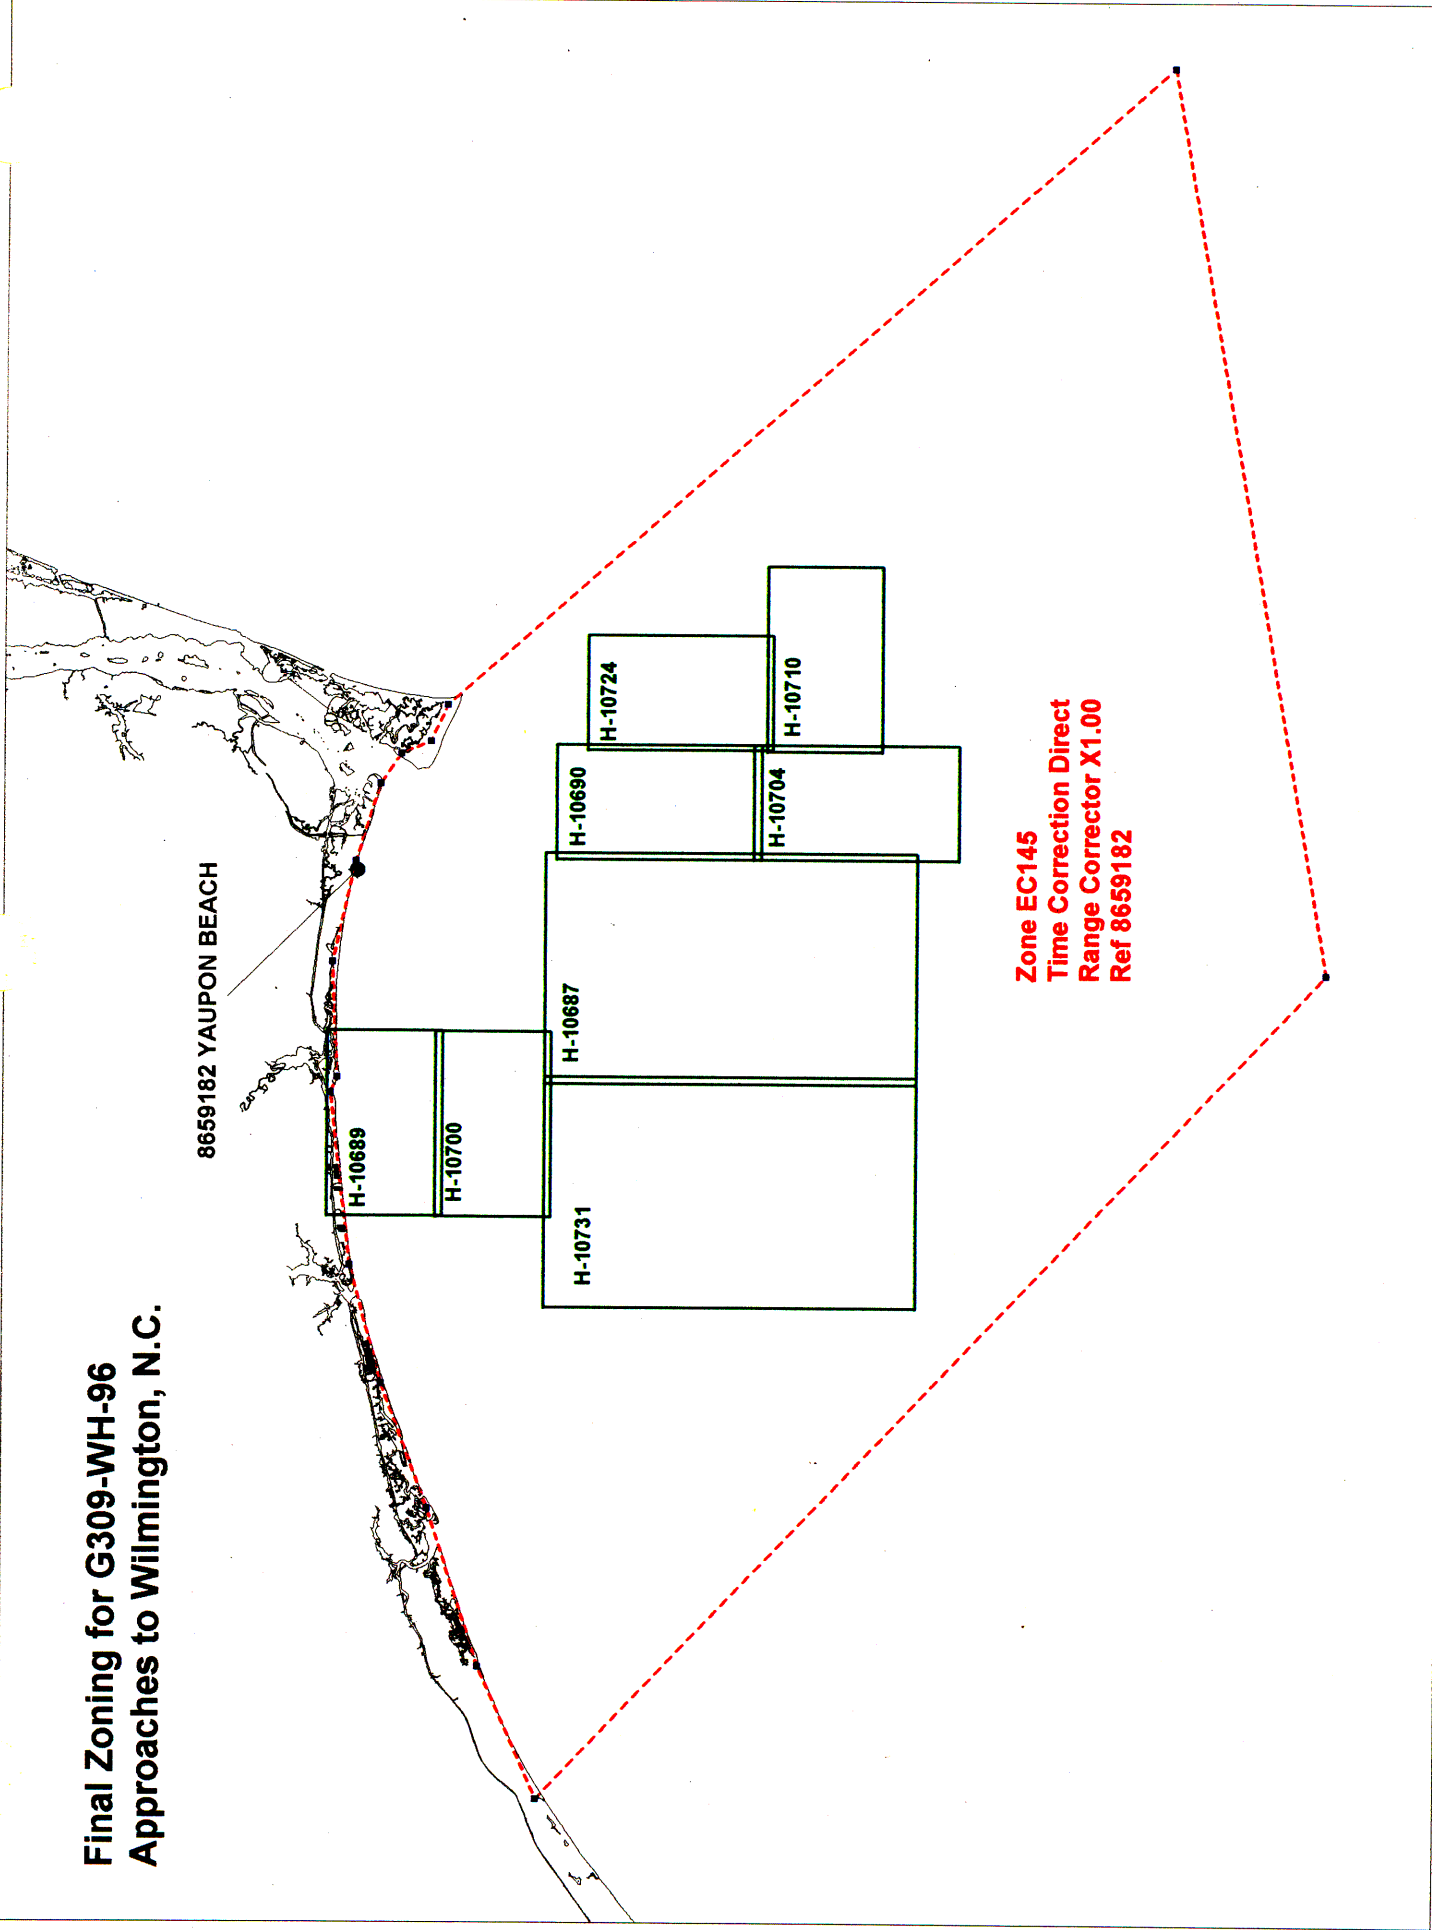 Final Zoning for G309-WH-96
Approaches to Wilmington, N.C.
8659182 YAUPON BEACH
H-10689
H-10700
H-10731
H-10687
H-10690
H-10724
H-10704
H-10710
Zone EC145
Time Correction Direct
Range Corrector X1.00
Ref 8659182